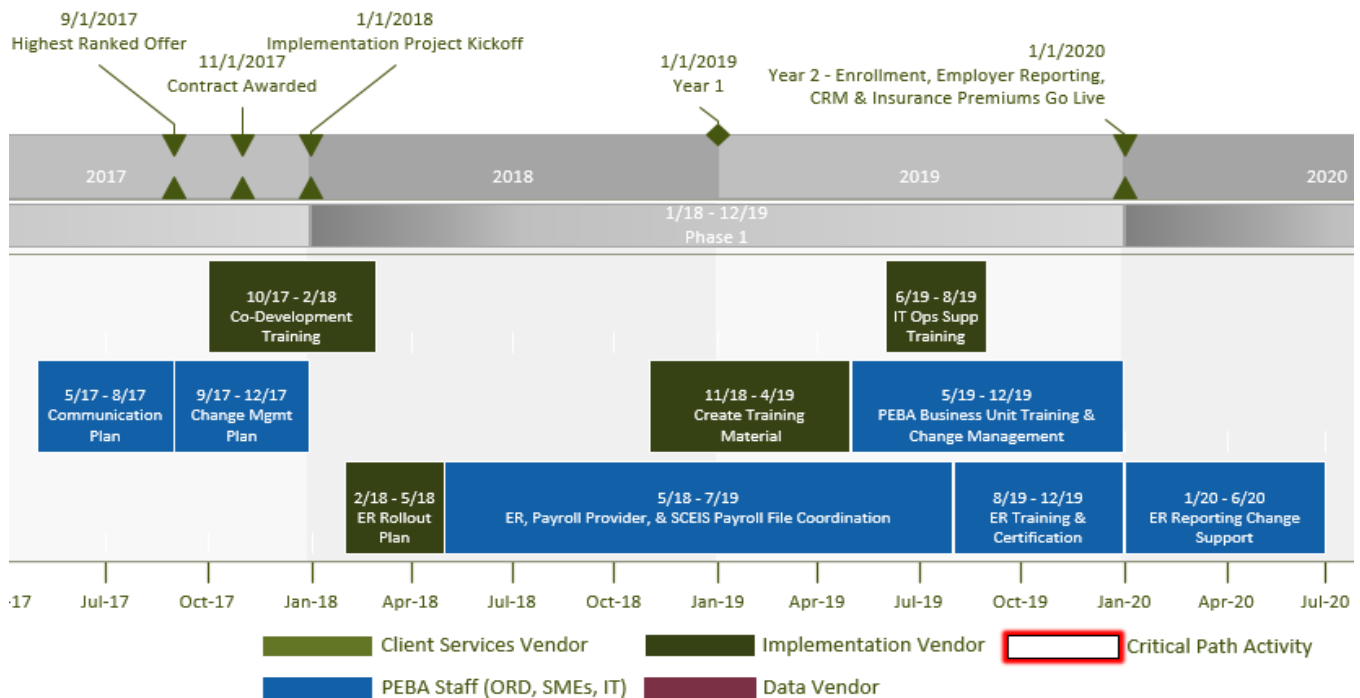 9/1/2017
Highest Ranked Offer
11/1/2017
Contract Awarded
1/1/2018
Implementation Project Kickoff
1/1/2019
Year 1
1/1/2020
Year 2 - Enrollment, Employer Reporting,
CRM & Insurance Premiums Go Live
2017
2018
2019
2020
1/18 - 12/19
Phase 1
10/17 - 2/18
Co-Development
Training
6/19 - 8/19
IT Ops Supp
Training
5/17 - 8/17
Communication
Plan
9/17 - 12/17
Change Mgmt
Plan
11/18 - 4/19
Create Training
Material
5/19 - 12/19
PEBA Business Unit Training &
Change Management
2/18 - 5/18
ER Rollout
Plan
5/18 - 7/19
ER, Payroll Provider, & SCEIS Payroll File Coordination
8/19 - 12/19
ER Training &
Certification
1/20 - 6/20
ER Reporting Change
Support
-17
Jul-17
Oct-17
Jan-18
Apr-18
Jul-18
Oct-18
Jan-19
Apr-19
Jul-19
Oct-19
Jan-20
Apr-20
Jul-20
Client Services Vendor
Implementation Vendor
Critical Path Activity
PEBA Staff (ORD, SMEs, IT)
Data Vendor